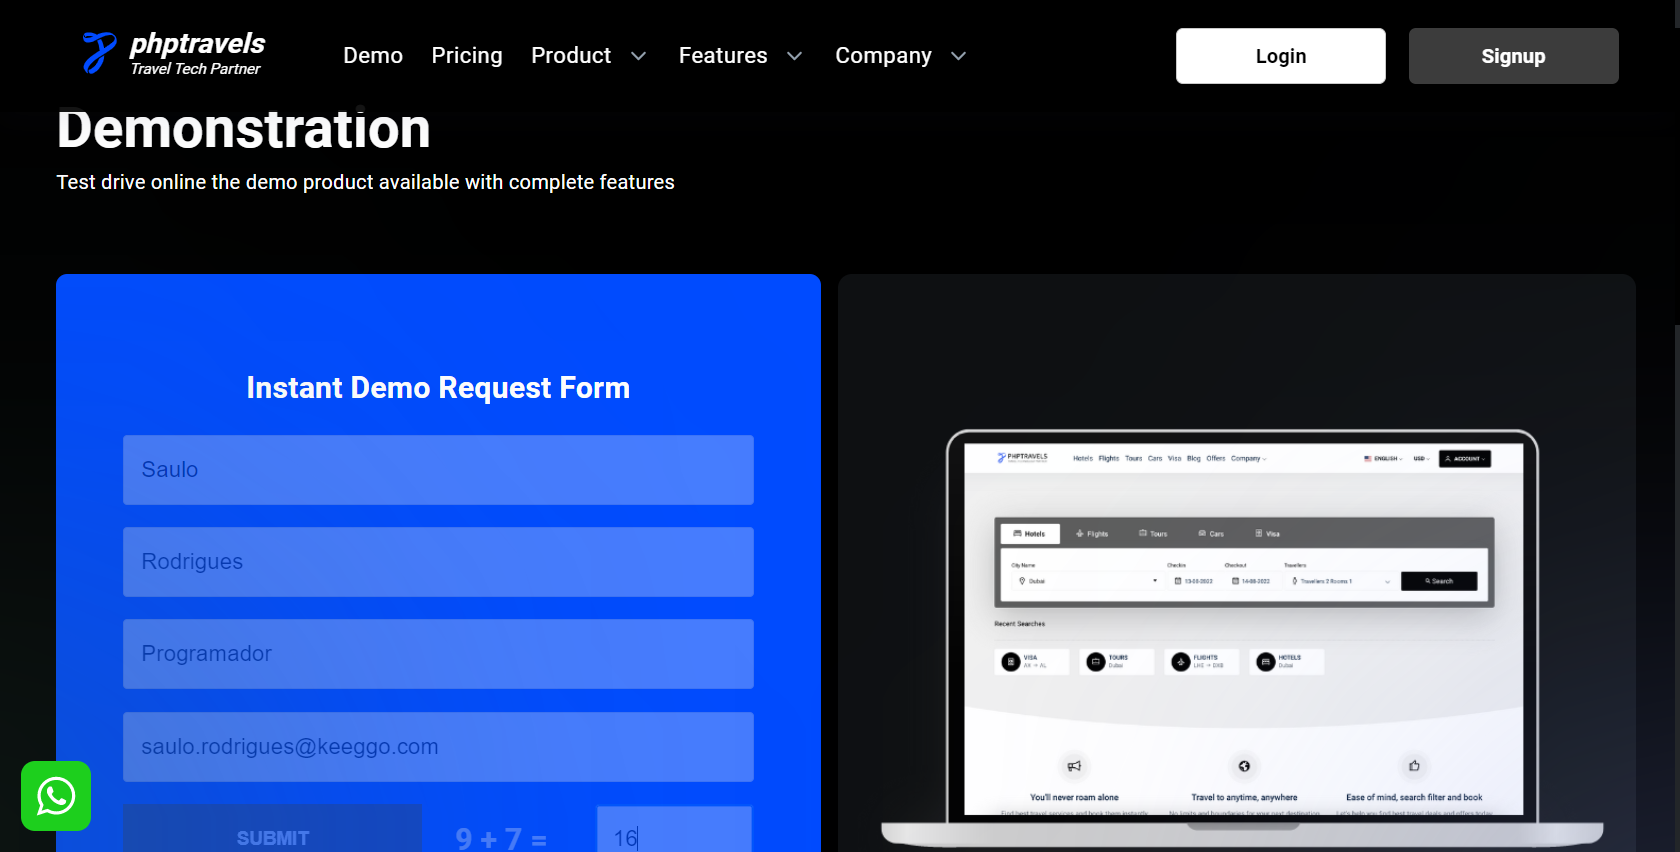 phptravels
Travel Tech Partner
Demo Pricing Product Features Company
Login
Signup
Demonstration
Test drive online the demo product available with complete features
Instant Demo Request Form
Saulo
Rodrigues
Programador
saulo.rodrigues@keeggo.com
SUBMIT
9 + 7 =
16
PHPTRAVELS
Hotels Flights Tours Cars Visa Blog Offers Company
ENGLISH USD ACCOUNT
Hotels Flights Tours Cars Visa
City Name Checkin Checkout Travellers
Dubai 13-08-2022 14-08-2022 Travellers 2 Rooms 1 Search
Recent Searches
VISA TOURS FLIGHTS HOTELS
Dubai Dubai
You'll never roam alone Travel to anytime, anywhere Ease of mind, search filter and book